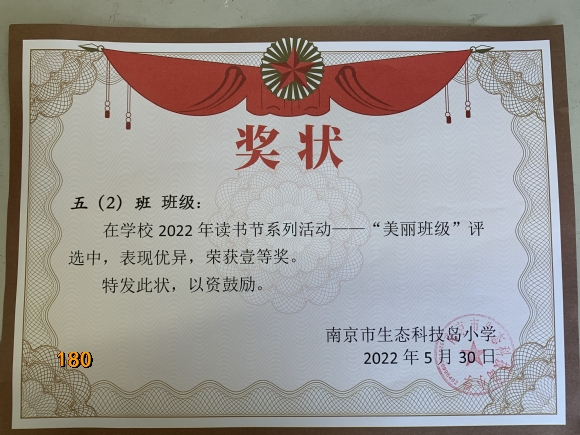 奖状
五（2）班 班级：
在学校 2022 年读书节系列活动——“美丽班级”评
选中，表现优异，荣获壹等奖。
特发此状，以资鼓励。
南京市生态科技岛小学
2022 年 5 月 30 日
180